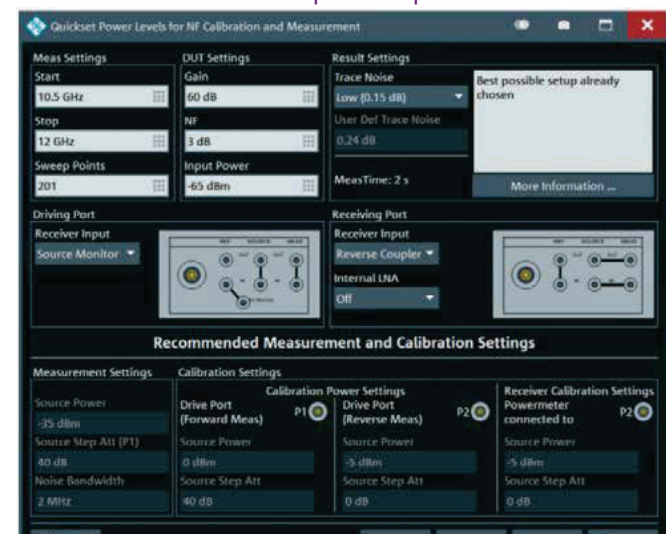 Quickset Power Levels for NF Calibration and Measurement
Meas Settings
Start
10.5 GHz
Stop
12 GHz
Sweep Points
201
DUT Settings
Gain
60 dB
NF
3 dB
Input Power
-65 dBm
Result Settings
Trace Noise
Low (0.15 dB)
User Def Trace Noise
0.24 dB
MeasTime: 2 s
Best possible setup already
chosen
More Information ...
Driving Port
Receiver Input
Source Monitor
REF SOURCE MEAS
Receiving Port
Receiver Input
Reverse Coupler
Internal LNA
Off
REF SOURCE MEAS
Recommended Measurement and Calibration Settings
Measurement Settings
Source Power
-35 dBm
Source Step Att (P1)
40 dB
Noise Bandwidth
2 MHz
Calibration Settings
Calibration Power Settings
Drive Port
(Forward Meas)
P1
Source Power
0 dBm
Source Step Att
40 dB
Drive Port
(Reverse Meas)
P2
Source Power
-5 dBm
Source Step Att
0 dB
Receiver Calibration Settings
Powermeter
connected to
P2
Source Power
-5 dBm
Source Step Att
0 dB